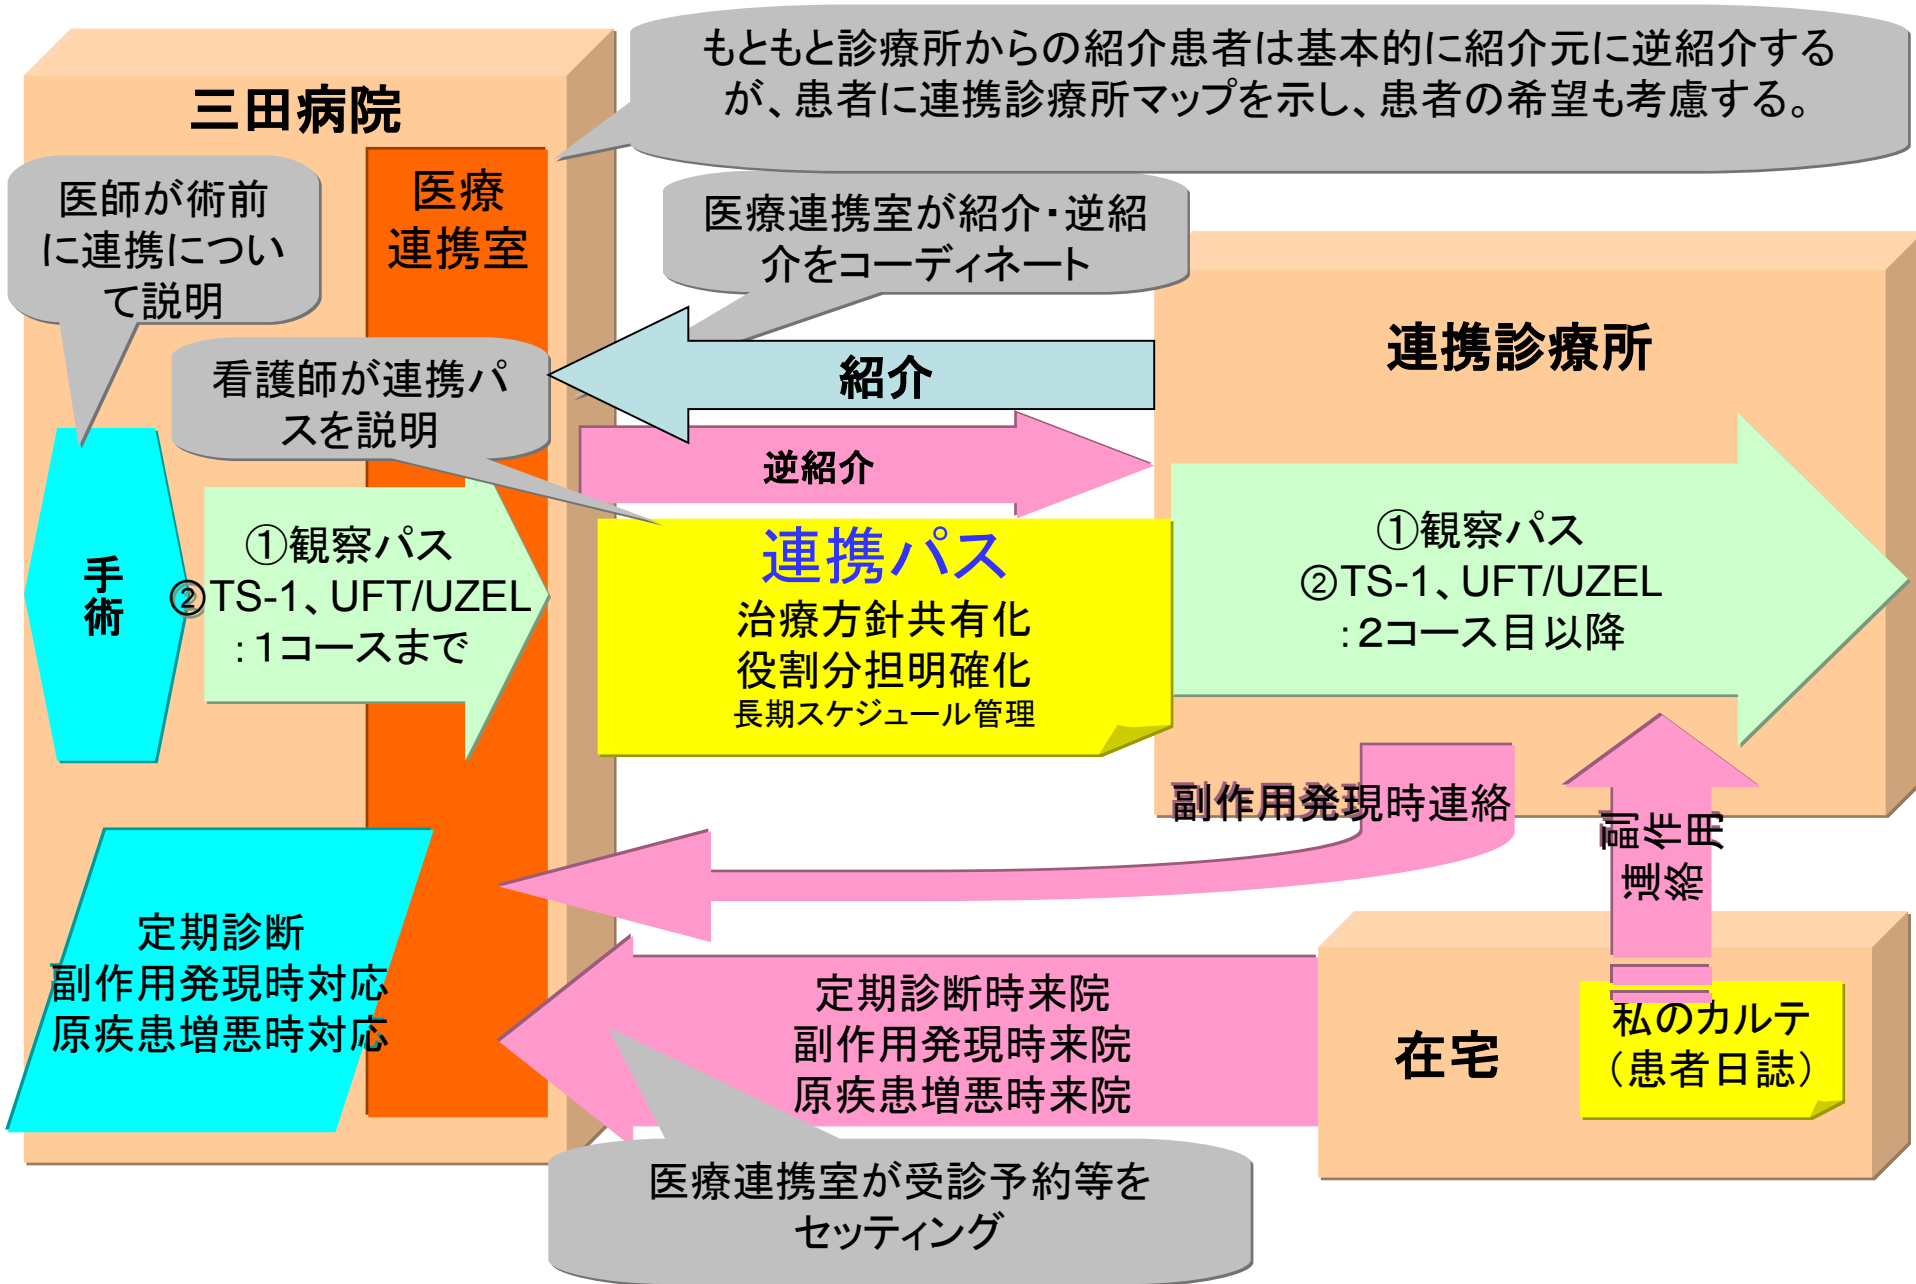 もともと診療所からの紹介患者は基本的に紹介元に逆紹介する
が、患者に連携診療所マップを示し、患者の希望も考慮する。
三田病院
医師が術前
に連携につい
て説明
医療
連携室
医療連携室が紹介・逆紹
介をコーディネート
連携診療所
紹介
看護師が連携パ
スを説明
逆紹介
手
術
①観察パス
②TS-1、UFT/UZEL
：1コースまで
連携パス
治療方針共有化
役割分担明確化
長期スケジュール管理
①観察パス
②TS-1、UFT/UZEL
：2コース目以降
副作用発現時連絡
副作用
連絡
定期診断
副作用発現時対応
原疾患増悪時対応
定期診断時来院
副作用発現時来院
原疾患増悪時来院
在宅
私のカルテ
（患者日誌）
医療連携室が受診予約等を
セッティング